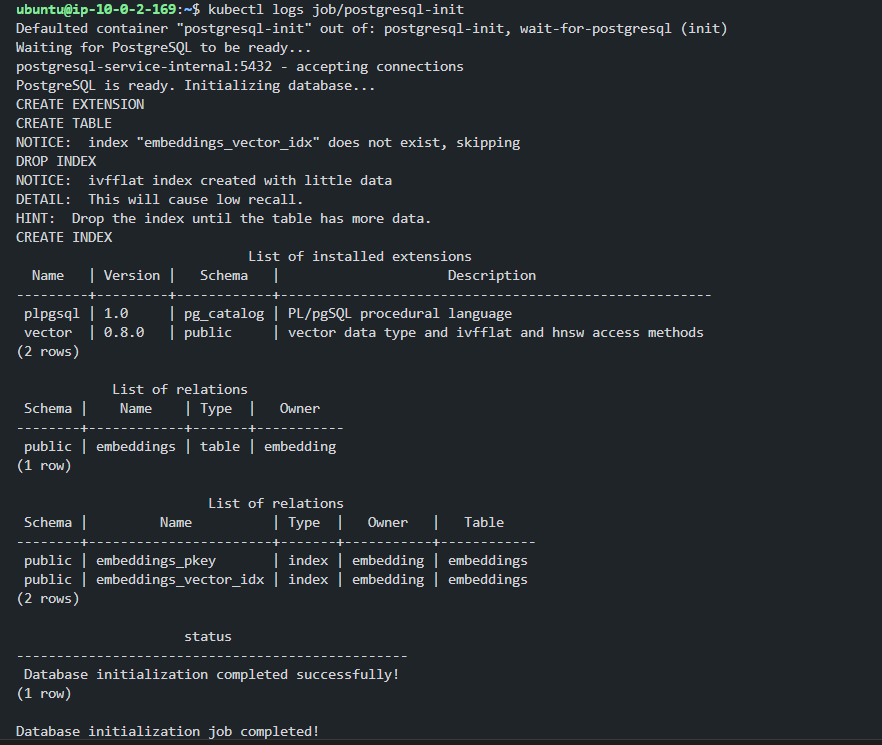 ubuntu@ip-10-0-2-169:~$ kubectl logs job/postgresql-init
Defaulted container "postgresql-init" out of: postgresql-init, wait-for-postgresql (init)
Waiting for PostgreSQL to be ready...
postgresql-service-internal:5432 - accepting connections
PostgreSQL is ready. Initializing database...
CREATE EXTENSION
CREATE TABLE
NOTICE:  index "embeddings_vector_idx" does not exist, skipping
DROP INDEX
NOTICE:  ivfflat index created with little data
DETAIL:  This will cause low recall.
HINT:  Drop the index until the table has more data.
CREATE INDEX
                             List of installed extensions
  Name   | Version |   Schema   |                     Description
---------+---------+------------+------------------------------------------------------
 plpgsql | 1.0     | pg_catalog | PL/pgSQL procedural language
 vector  | 0.8.0   | public     | vector data type and ivfflat and hnsw access methods
(2 rows)

            List of relations
 Schema |    Name    | Type  |   Owner
--------+------------+-------+-----------
 public | embeddings | table | embedding
(1 row)

                        List of relations
 Schema |         Name          | Type  |   Owner   |   Table
--------+-----------------------+-------+-----------+------------
 public | embeddings_pkey       | index | embedding | embeddings
 public | embeddings_vector_idx | index | embedding | embeddings
(2 rows)

                     status
-------------------------------------------------
 Database initialization completed successfully!
(1 row)

Database initialization job completed!